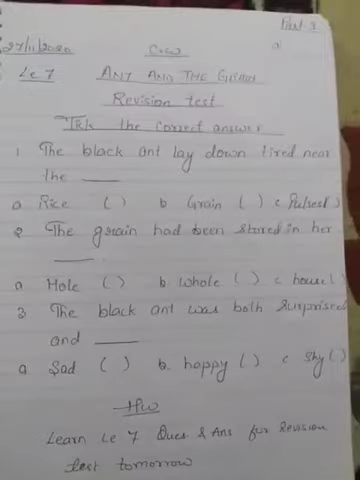 Part-3
27/11/2020 C.W
Le 7 ANT AND THE GRAIN
Revision test
Tick the correct answer
1 The black ant lay down tired near
the ____
a Rice ( ) b Grain ( ) c Pulses( )
2 The grain had been stored in her
____
a Hole ( ) b whole ( ) c house( )
3 The black ant was both surprised
and ____
a Sad ( ) b happy ( ) c Shy( )
HW
Learn Le 7 Ques & Ans for revision
test tomorrow